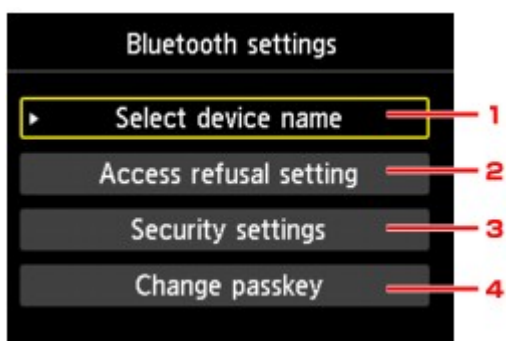 Bluetooth settings
Select device name 1
Access refusal setting 2
Security settings 3
Change passkey 4